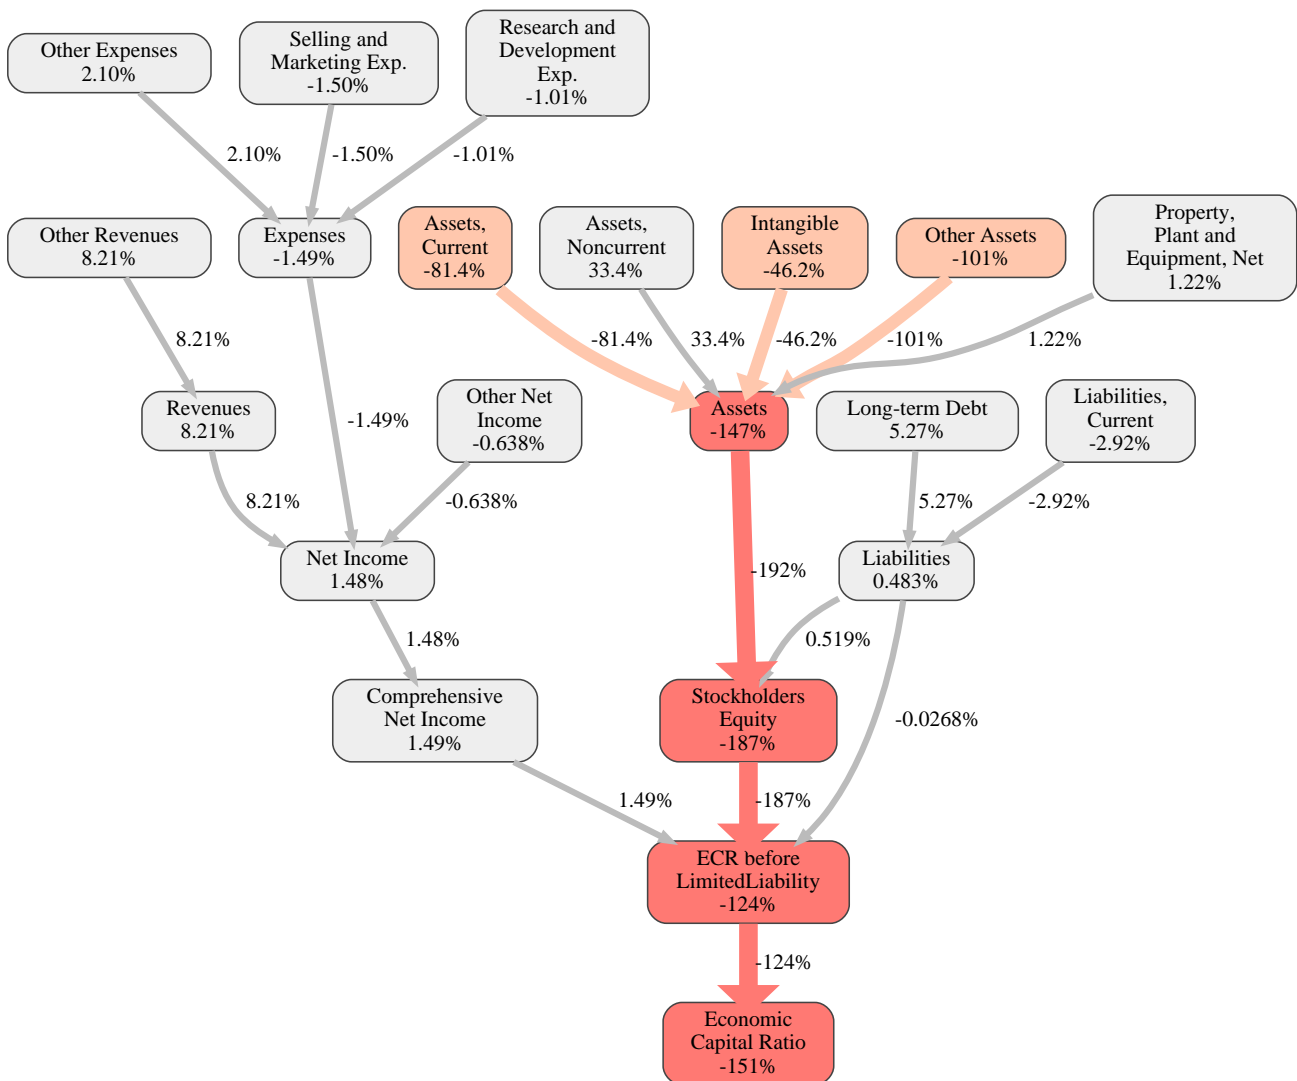 Other Expenses
2.10%
Selling and
Marketing Exp.
-1.50%
Research and
Development
Exp.
-1.01%
2.10%
-1.50%
-1.01%
Other Revenues
8.21%
Expenses
-1.49%
Assets,
Current
-81.4%
Assets,
Noncurrent
33.4%
Intangible
Assets
-46.2%
Other Assets
-101%
Property,
Plant and
Equipment, Net
1.22%
8.21%
-81.4%
33.4%
-46.2%
-101%
1.22%
Revenues
8.21%
-1.49%
Other Net
Income
-0.638%
Assets
-147%
Long-term Debt
5.27%
Liabilities,
Current
-2.92%
8.21%
-0.638%
5.27%
-2.92%
Net Income
1.48%
-192%
Liabilities
0.483%
1.48%
0.519%
Comprehensive
Net Income
1.49%
Stockholders
Equity
-187%
-0.0268%
1.49%
-187%
ECR before
LimitedLiability
-124%
-124%
Economic
Capital Ratio
-151%